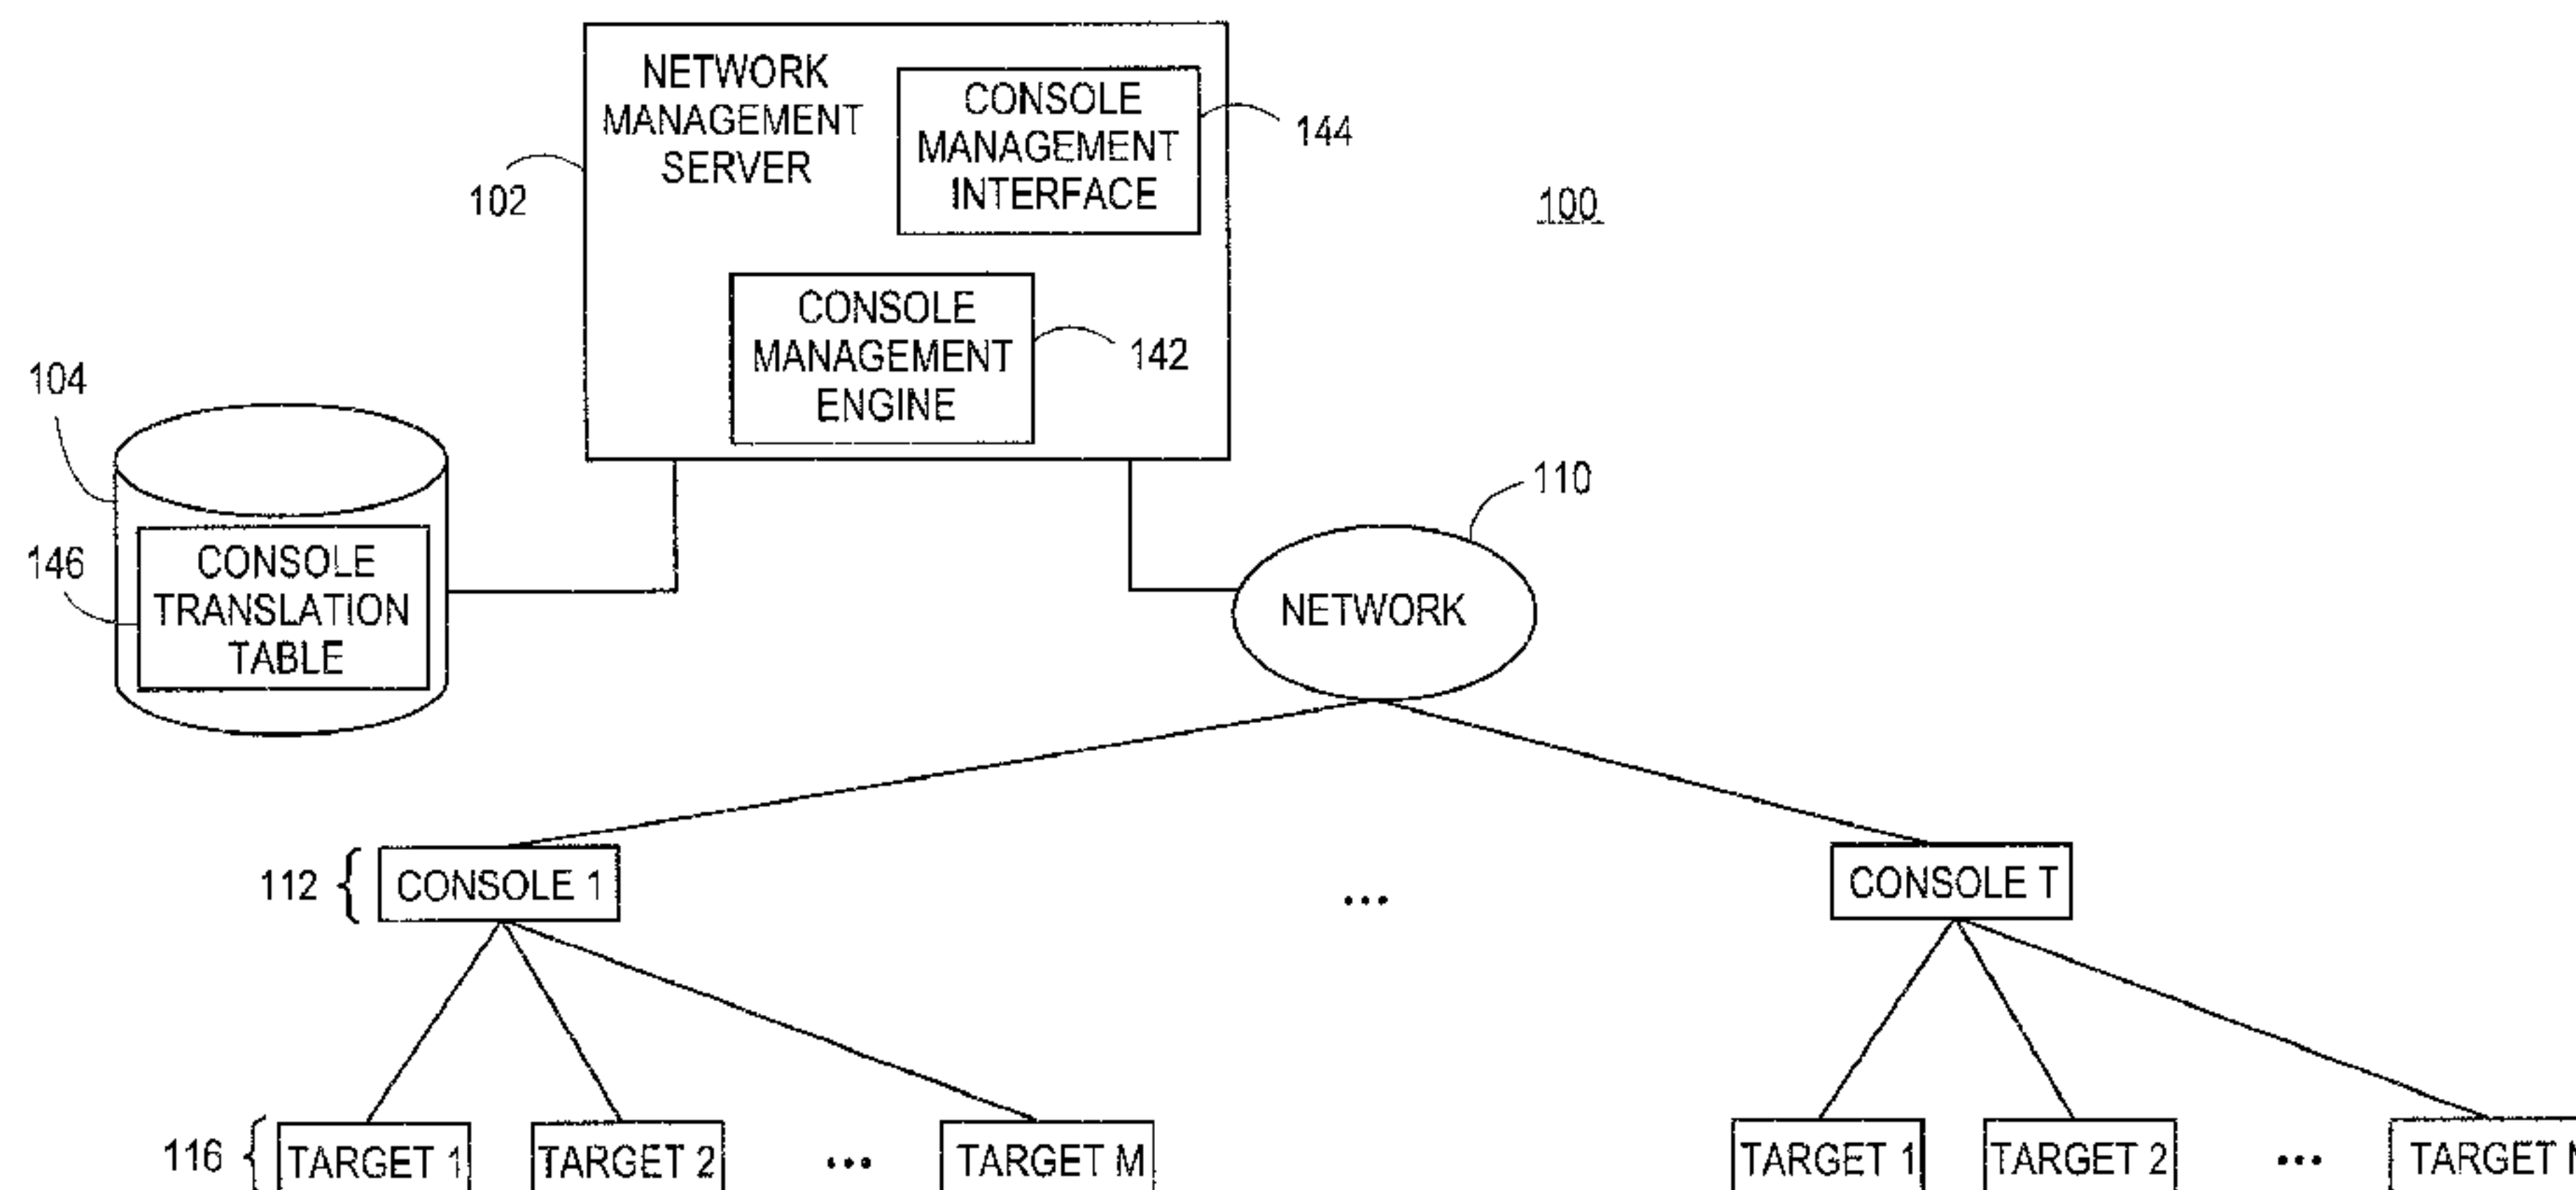 NETWORK
MANAGEMENT
SERVER
102
CONSOLE
MANAGEMENT
INTERFACE
144
100
CONSOLE
MANAGEMENT
ENGINE
142
104
146
CONSOLE
TRANSLATION
TABLE
110
NETWORK
112
CONSOLE 1
...
CONSOLE T
116
TARGET 1
TARGET 2
...
TARGET M
TARGET 1
TARGET 2
...
TARGET